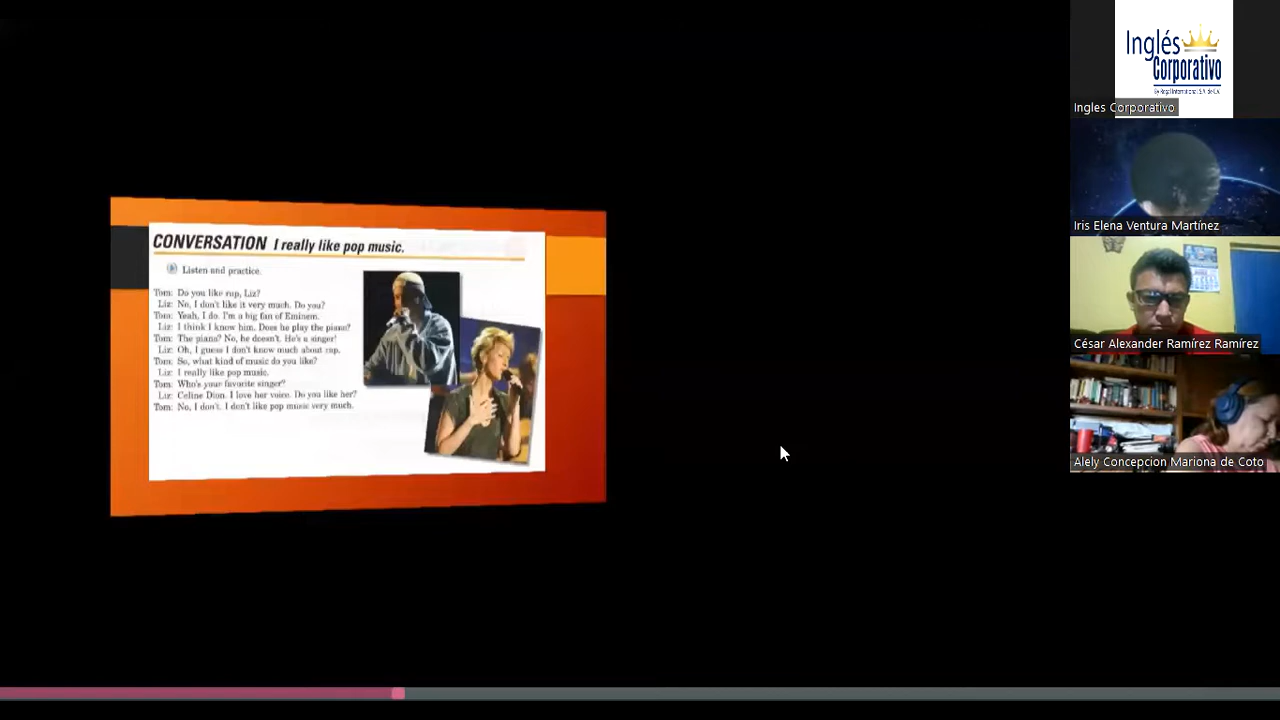 CONVERSATION I really like pop music.
Listen and practice.
Tom: Do you like rap, Liz?
Liz: No, I don't like it very much. Do you?
Tom: Yeah, I do. I'm a big fan of Eminem.
Liz: I think I know him. Does he play the piano?
Tom: The piano? No, he doesn't. He's a singer!
Liz: Oh, I guess I don't know much about rap.
Tom: So, what kind of music do you like?
Liz: I really like pop music.
Tom: Who's your favorite singer?
Liz: Celine Dion. I love her voice. Do you like her?
Tom: No, I don't. I don't like pop music very much.
Inglés
Corporativo
By Regal International S.A. de C.V.
Ingles Corporativo
Iris Elena Ventura Martínez
César Alexander Ramírez Ramírez
Alely Concepcion Mariona de Coto